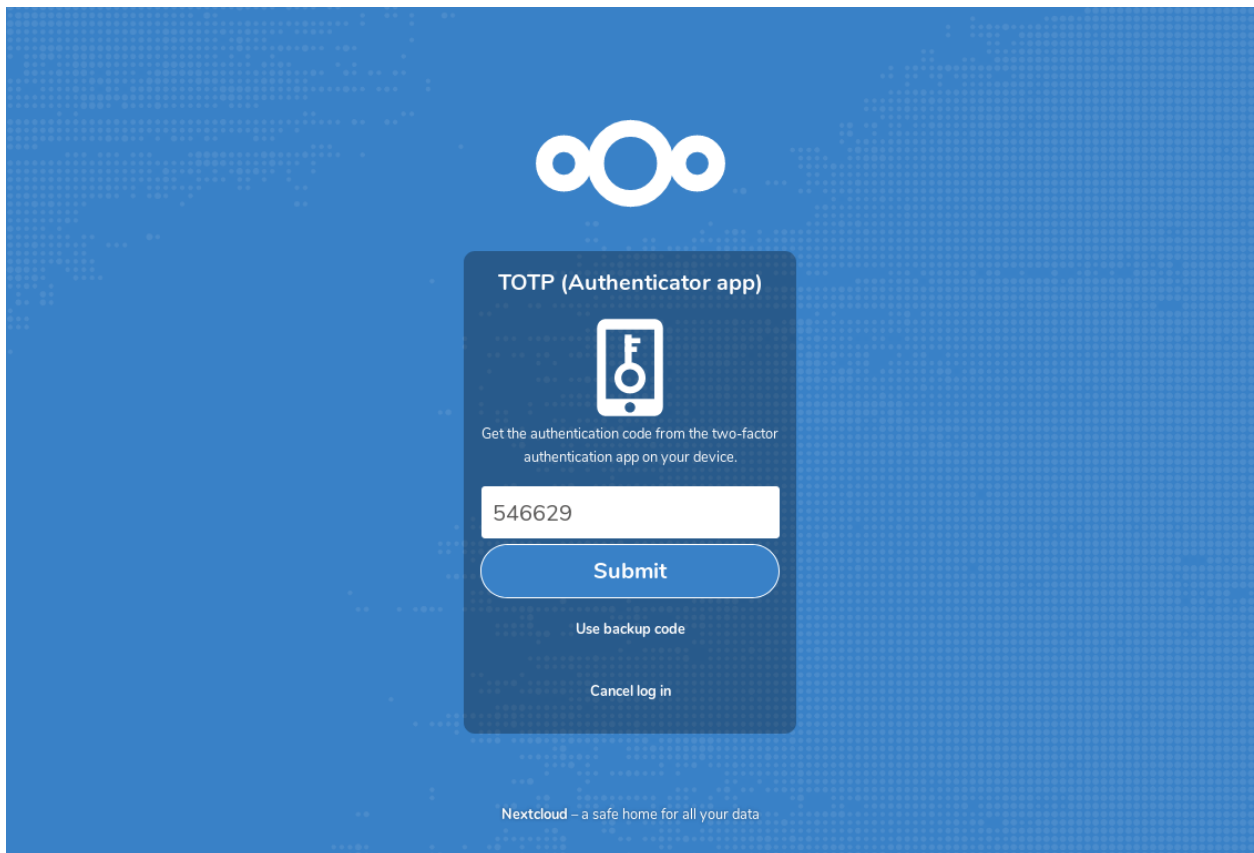 TOTP (Authenticator app)
Get the authentication code from the two-factor
authentication app on your device.
546629
Submit
Use backup code
Cancel log in
Nextcloud – a safe home for all your data